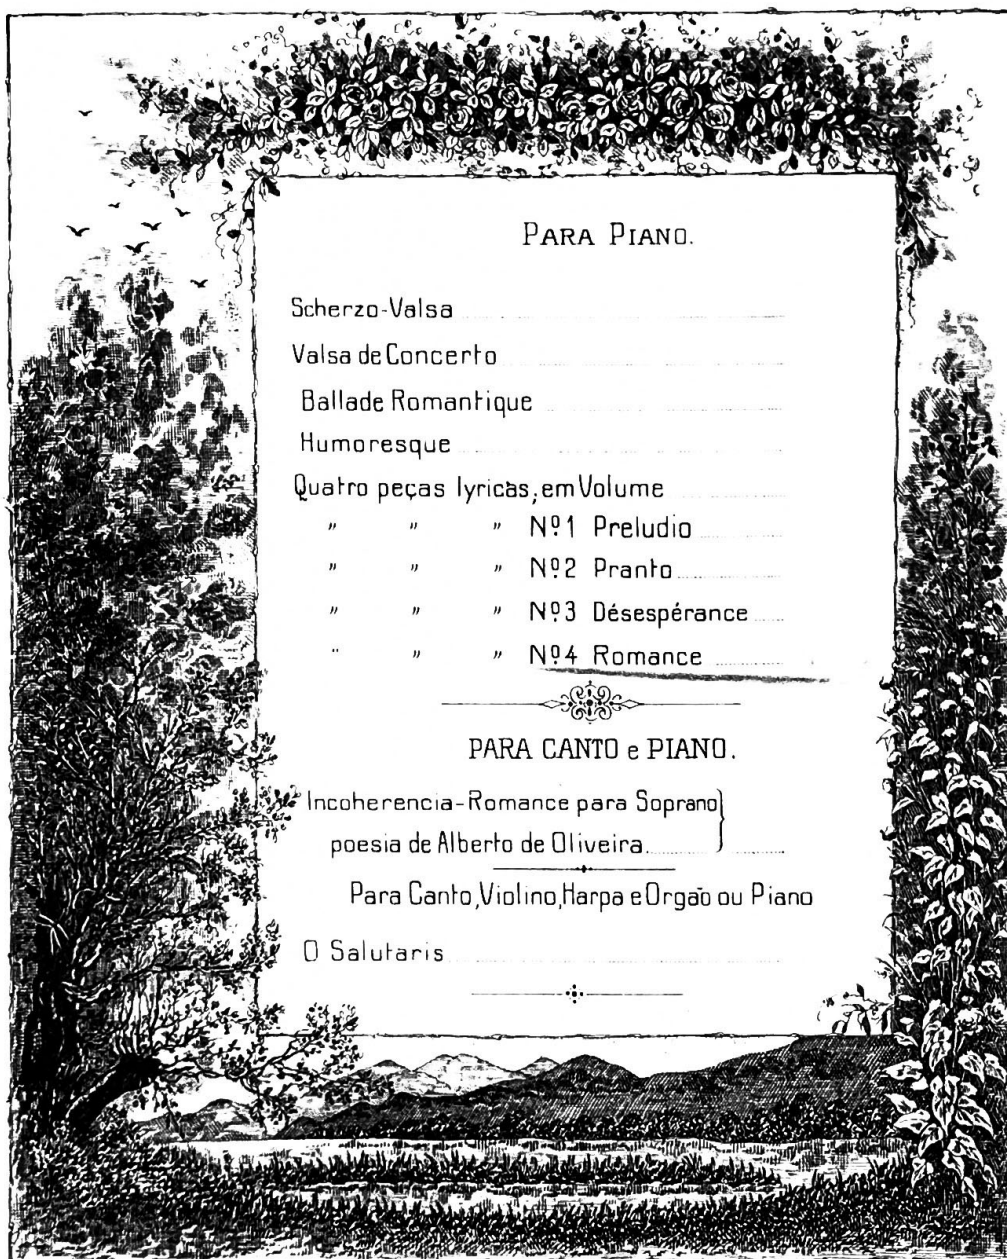 PARA PIANO.
Scherzo-Valsa
Valsa de Concerto
Ballade Romantique
Humoresque
Quatro peças lyricas, em Volume
" " " Nº1 Preludio
" " " Nº2 Pranto
" " " Nº3 Désespérance
" " " Nº4 Romance
PARA CANTO e PIANO.
Incoherencia-Romance para Soprano
poesia de Alberto de Oliveira.
Para Canto, Violino, Harpa e Orgão ou Piano
O Salutaris